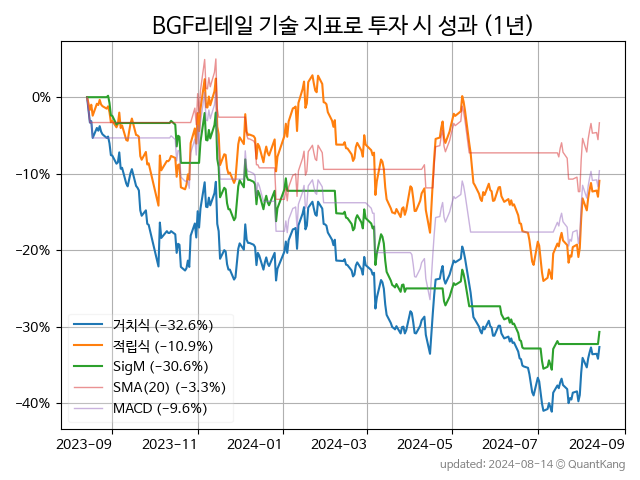 BGF리테일 기술 지표로 투자 시 성과 (1년)
0%
−10%
−20%
−30%
−40%
거치식 (−32.6%)
적립식 (−10.9%)
SigM (−30.6%)
SMA(20) (−3.3%)
MACD (−9.6%)
2023-09 2023-11 2024-01 2024-03 2024-05 2024-07 2024-09
updated: 2024-08-14 © QuantKang